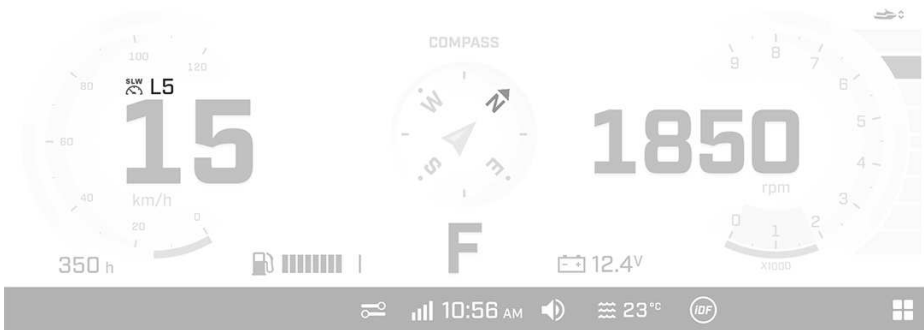 COMPASS
100
120
80
60
40
20
0
SLW L5
15
km/h
N
W
S
E
9
8
7
6
5
4
3
2
1
0
1850
rpm
X1000
350 h
F
12.4V
10:56 AM
23°C
iDF